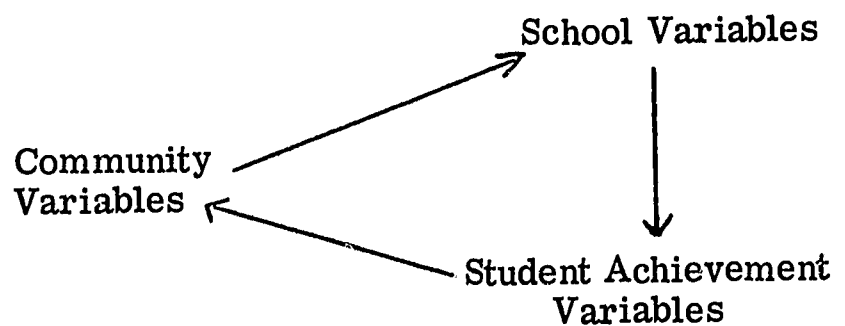 School Variables
Community
Variables
Student Achievement
Variables